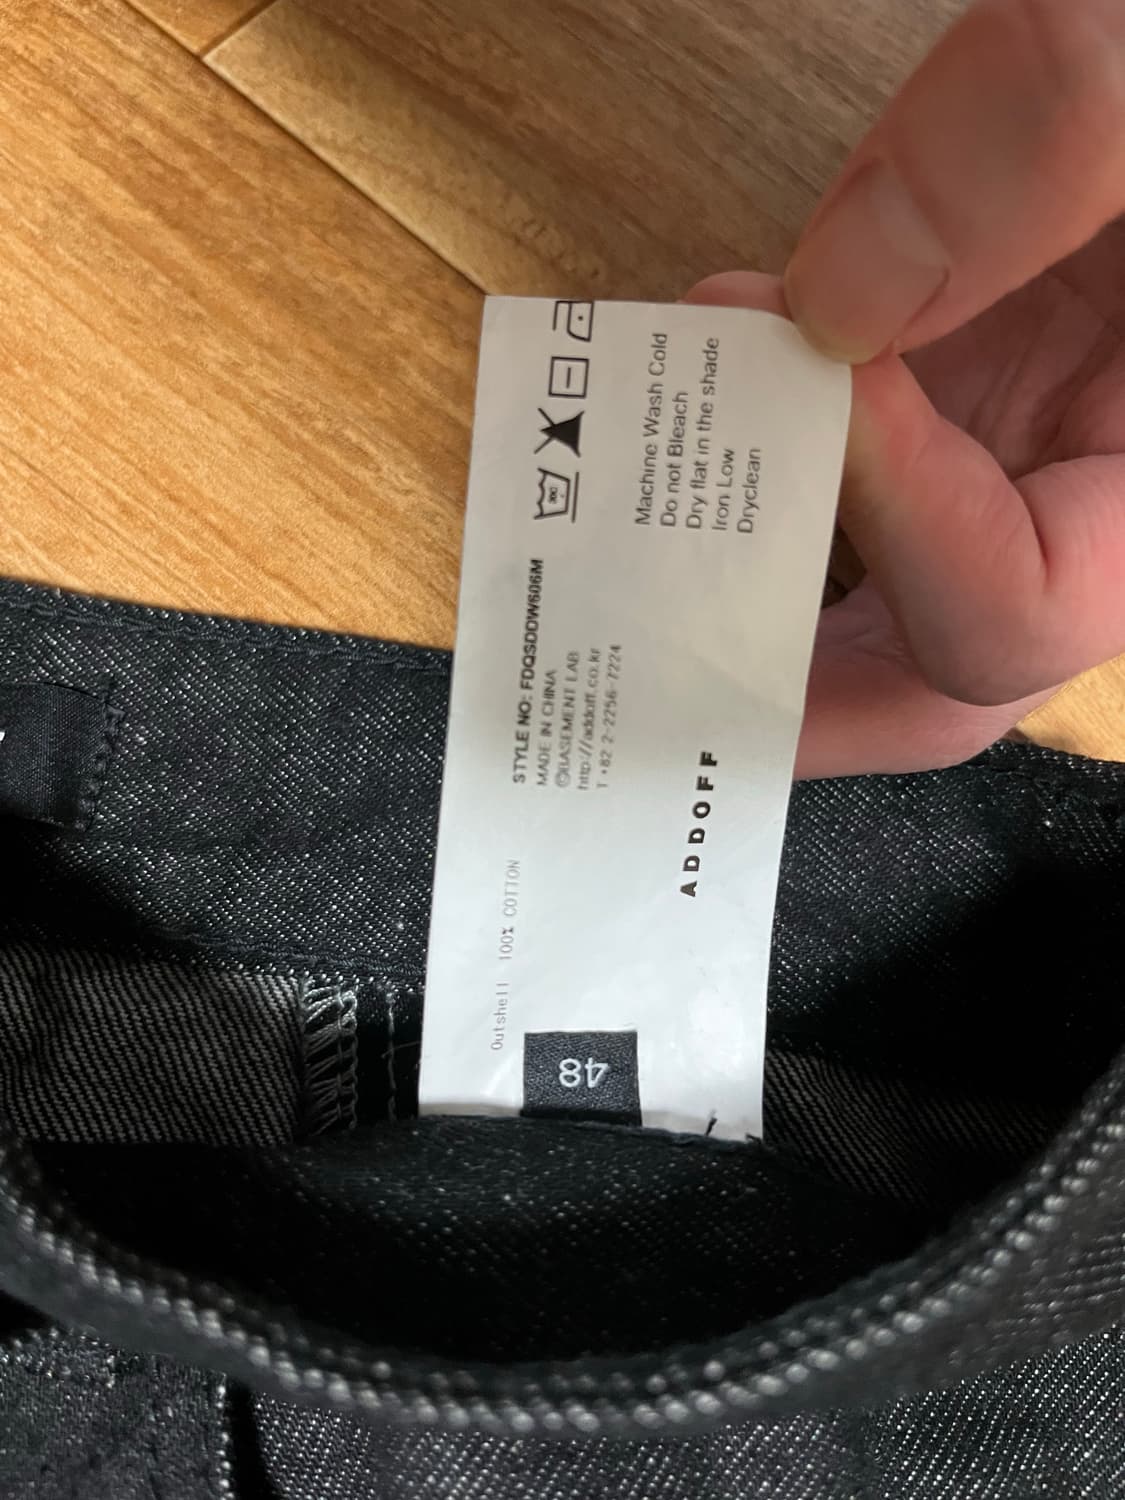 Machine Wash Cold
Do not Bleach
Dry flat in the shade
Iron Low
Dryclean
STYLE NO: FDQSDDW606M
MADE IN CHINA
©BASEMENT LAB
http://addoff.co.kr
T +82 2-2256-7224
ADDOFF
Outshell 100% COTTON
48